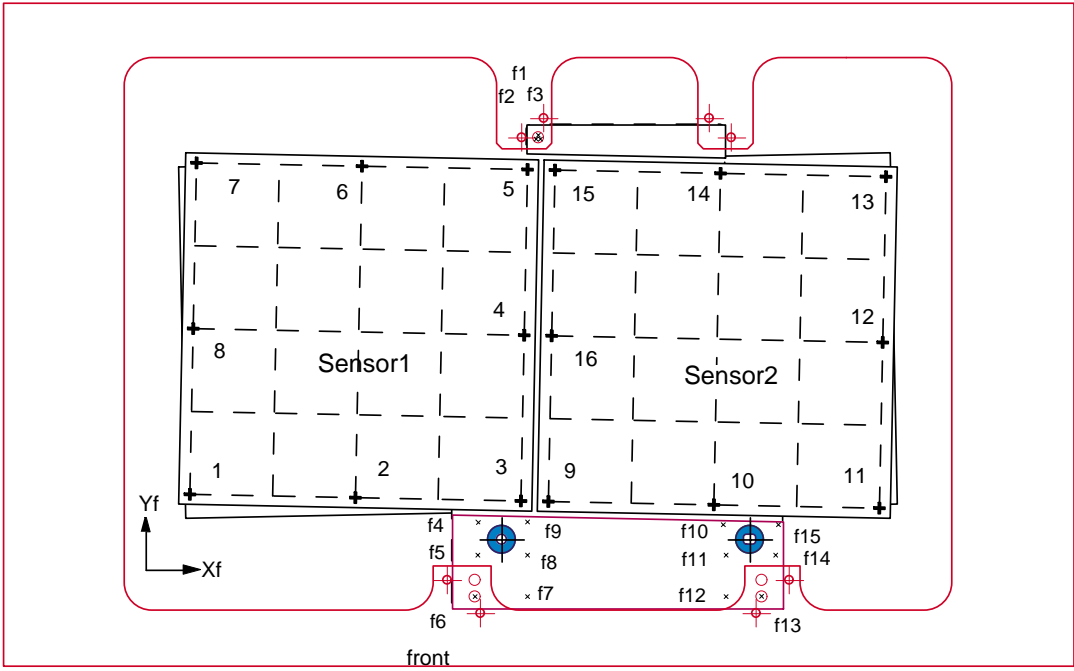 f1
f2 f3
7 6 5 15 14 13
4 12
8 16
Sensor1 Sensor2
1 2 3 9 10 11
Yf
f4 f9 f10 f15
f5 f8 f11 f14
Xf
f7 f12
f6 f13
front